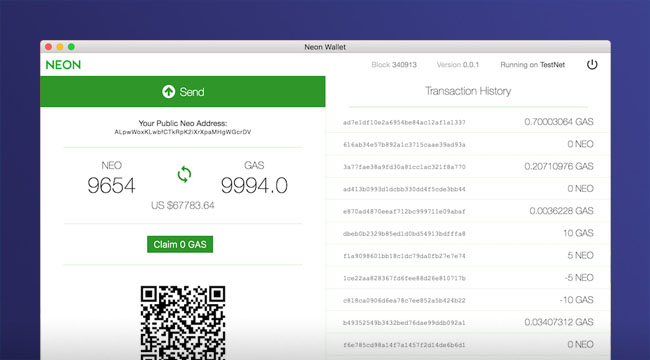 Neon Wallet
NEON
Block 340913 Version 0.0.1 Running on TestNet
Send
Your Public Neo Address:
NEO
9654
GAS
9994.0
US $67783.64
Claim 0 GAS
Transaction History
ad7e1df10e2a6954be84ac12af1a1337 0.70003064 GAS
616ab34e57b892a1c3715caae39ad93a 0 NEO
3a77fae38a9fd30a81cc1ac321f8a770 0.20710976 GAS
ad413b0993d1dcbb330dd4f5cde3bb44 0 NEO
e870ad4870eeaf712bc999711e09abaf 0.0036228 GAS
dbeb0b2329b85ed1d0bd54913bdfffa8 10 GAS
f1a9098601bb18c1dc79da0fb27e7e74 5 NEO
1ce22aa828367fd6fee88d26e810717b -5 NEO
c818ca0906d6ea78c7ee852a5b424b22 -10 GAS
b49352549b3432bed76dae99ddb092a1 0.03407312 GAS
f6e785cd98a14f7a1457f2d14de6b6d1 0 NEO